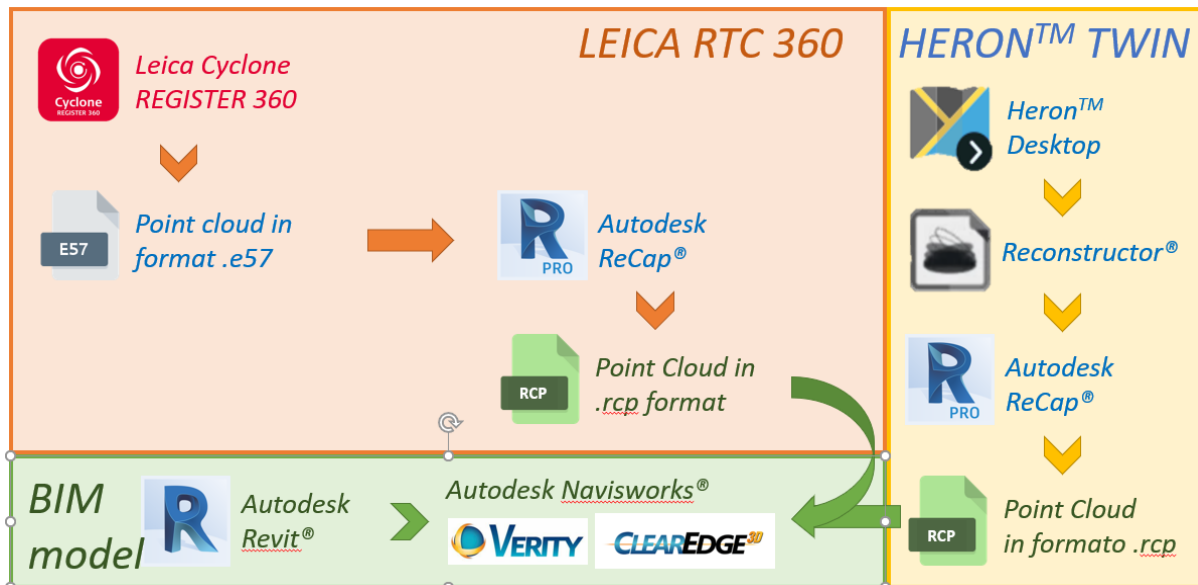 LEICA RTC 360
Cyclone
REGISTER 360
Leica Cyclone
REGISTER 360
E57
Point cloud in
format .e57
R
PRO
Autodesk
ReCap®
RCP
Point Cloud in
.rcp format
HERON™ TWIN
Heron™
Desktop
Reconstructor®
R
PRO
Autodesk
ReCap®
RCP
Point Cloud
in formato .rcp
BIM
model
R
Autodesk
Revit®
Autodesk Navisworks®
VERITY
CLEAREDGE3D